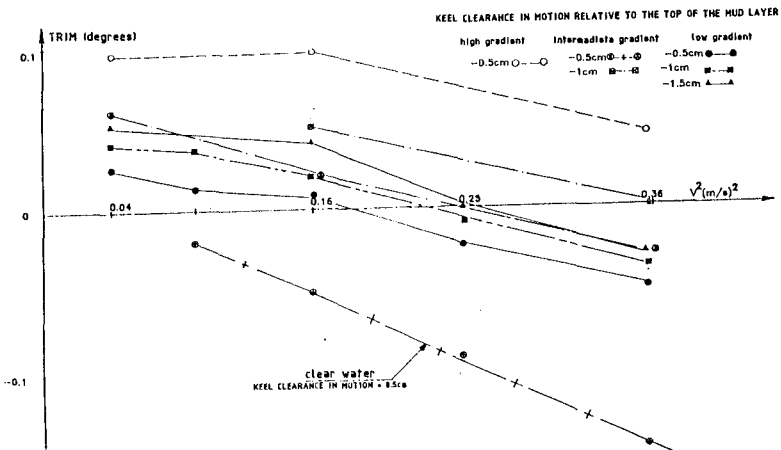 KEEL CLEARANCE IN MOTION RELATIVE TO THE TOP OF THE MUD LAYER
high gradient intermadista gradient low gradient
-0.5cm -0.5cm -0.5cm
-1cm -1cm
-1.5cm
TRIM (degrees)
0.1
0
0.04 0.16 0.25 0.36 V²(m/s)²
-0.1
clear water
KEEL CLEARANCE IN MOTION = 8.5cm